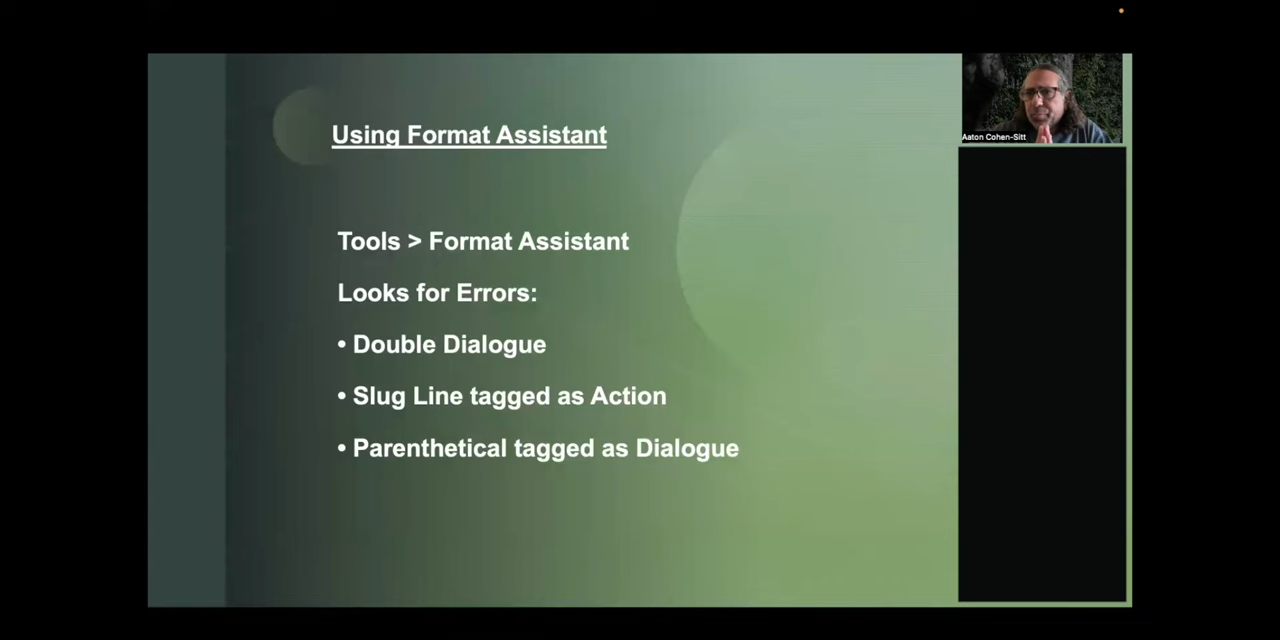 Using Format Assistant
Aaton Cohen-Sitt
Tools > Format Assistant
Looks for Errors:
• Double Dialogue
• Slug Line tagged as Action
• Parenthetical tagged as Dialogue